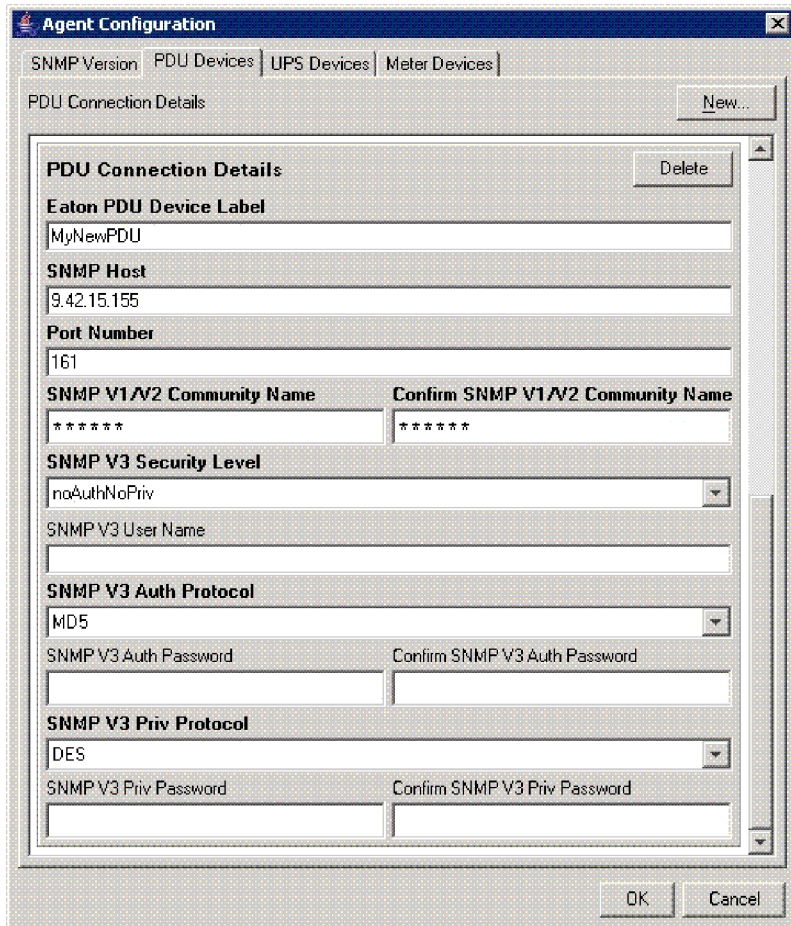 Agent Configuration
SNMP Version PDU Devices UPS Devices Meter Devices
PDU Connection Details New...
PDU Connection Details Delete
Eaton PDU Device Label
MyNewPDU
SNMP Host
9.42.15.155
Port Number
161
SNMP V1/V2 Community Name Confirm SNMP V1/V2 Community Name
****** ******
SNMP V3 Security Level
noAuthNoPriv
SNMP V3 User Name
SNMP V3 Auth Protocol
MD5
SNMP V3 Auth Password Confirm SNMP V3 Auth Password
SNMP V3 Priv Protocol
DES
SNMP V3 Priv Password Confirm SNMP V3 Priv Password
OK Cancel